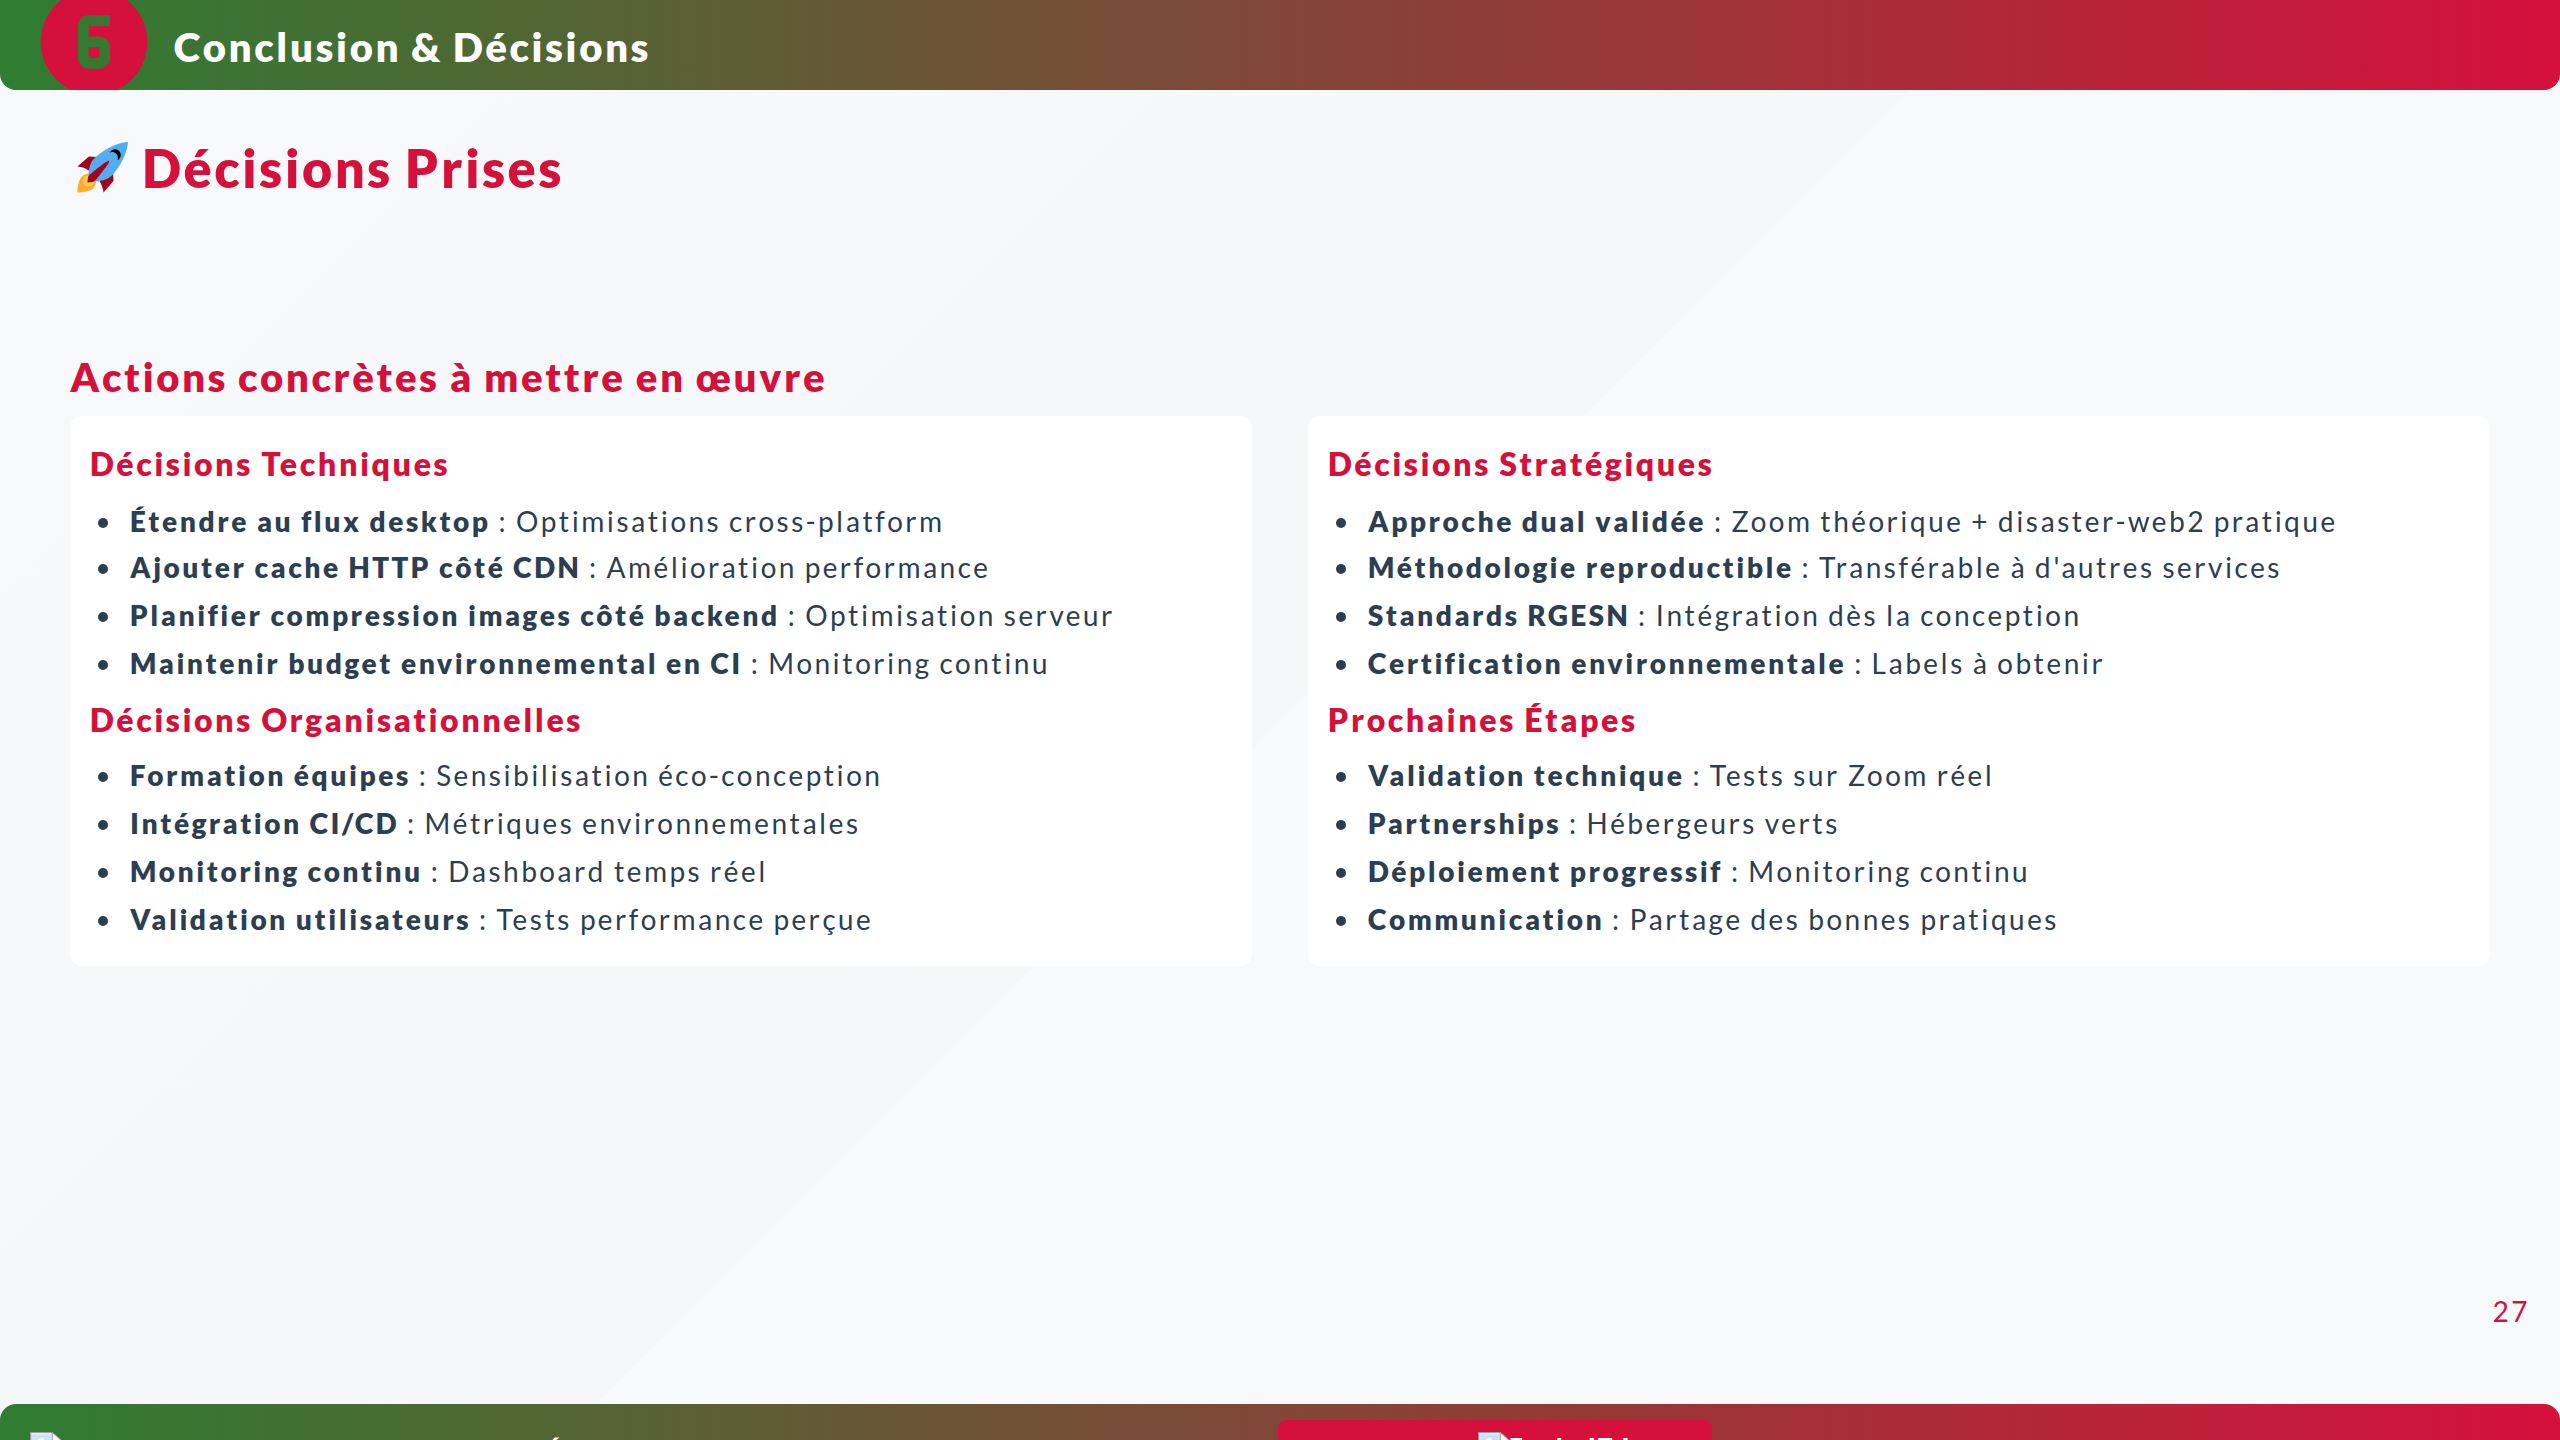 6
Conclusion & Décisions
🚀 Décisions Prises
Actions concrètes à mettre en œuvre
Décisions Techniques
• Étendre au flux desktop : Optimisations cross-platform
• Ajouter cache HTTP côté CDN : Amélioration performance
• Planifier compression images côté backend : Optimisation serveur
• Maintenir budget environnemental en CI : Monitoring continu
Décisions Organisationnelles
• Formation équipes : Sensibilisation éco-conception
• Intégration CI/CD : Métriques environnementales
• Monitoring continu : Dashboard temps réel
• Validation utilisateurs : Tests performance perçue
Décisions Stratégiques
• Approche dual validée : Zoom théorique + disaster-web2 pratique
• Méthodologie reproductible : Transférable à d'autres services
• Standards RGESN : Intégration dès la conception
• Certification environnementale : Labels à obtenir
Prochaines Étapes
• Validation technique : Tests sur Zoom réel
• Partnerships : Hébergeurs verts
• Déploiement progressif : Monitoring continu
• Communication : Partage des bonnes pratiques
27